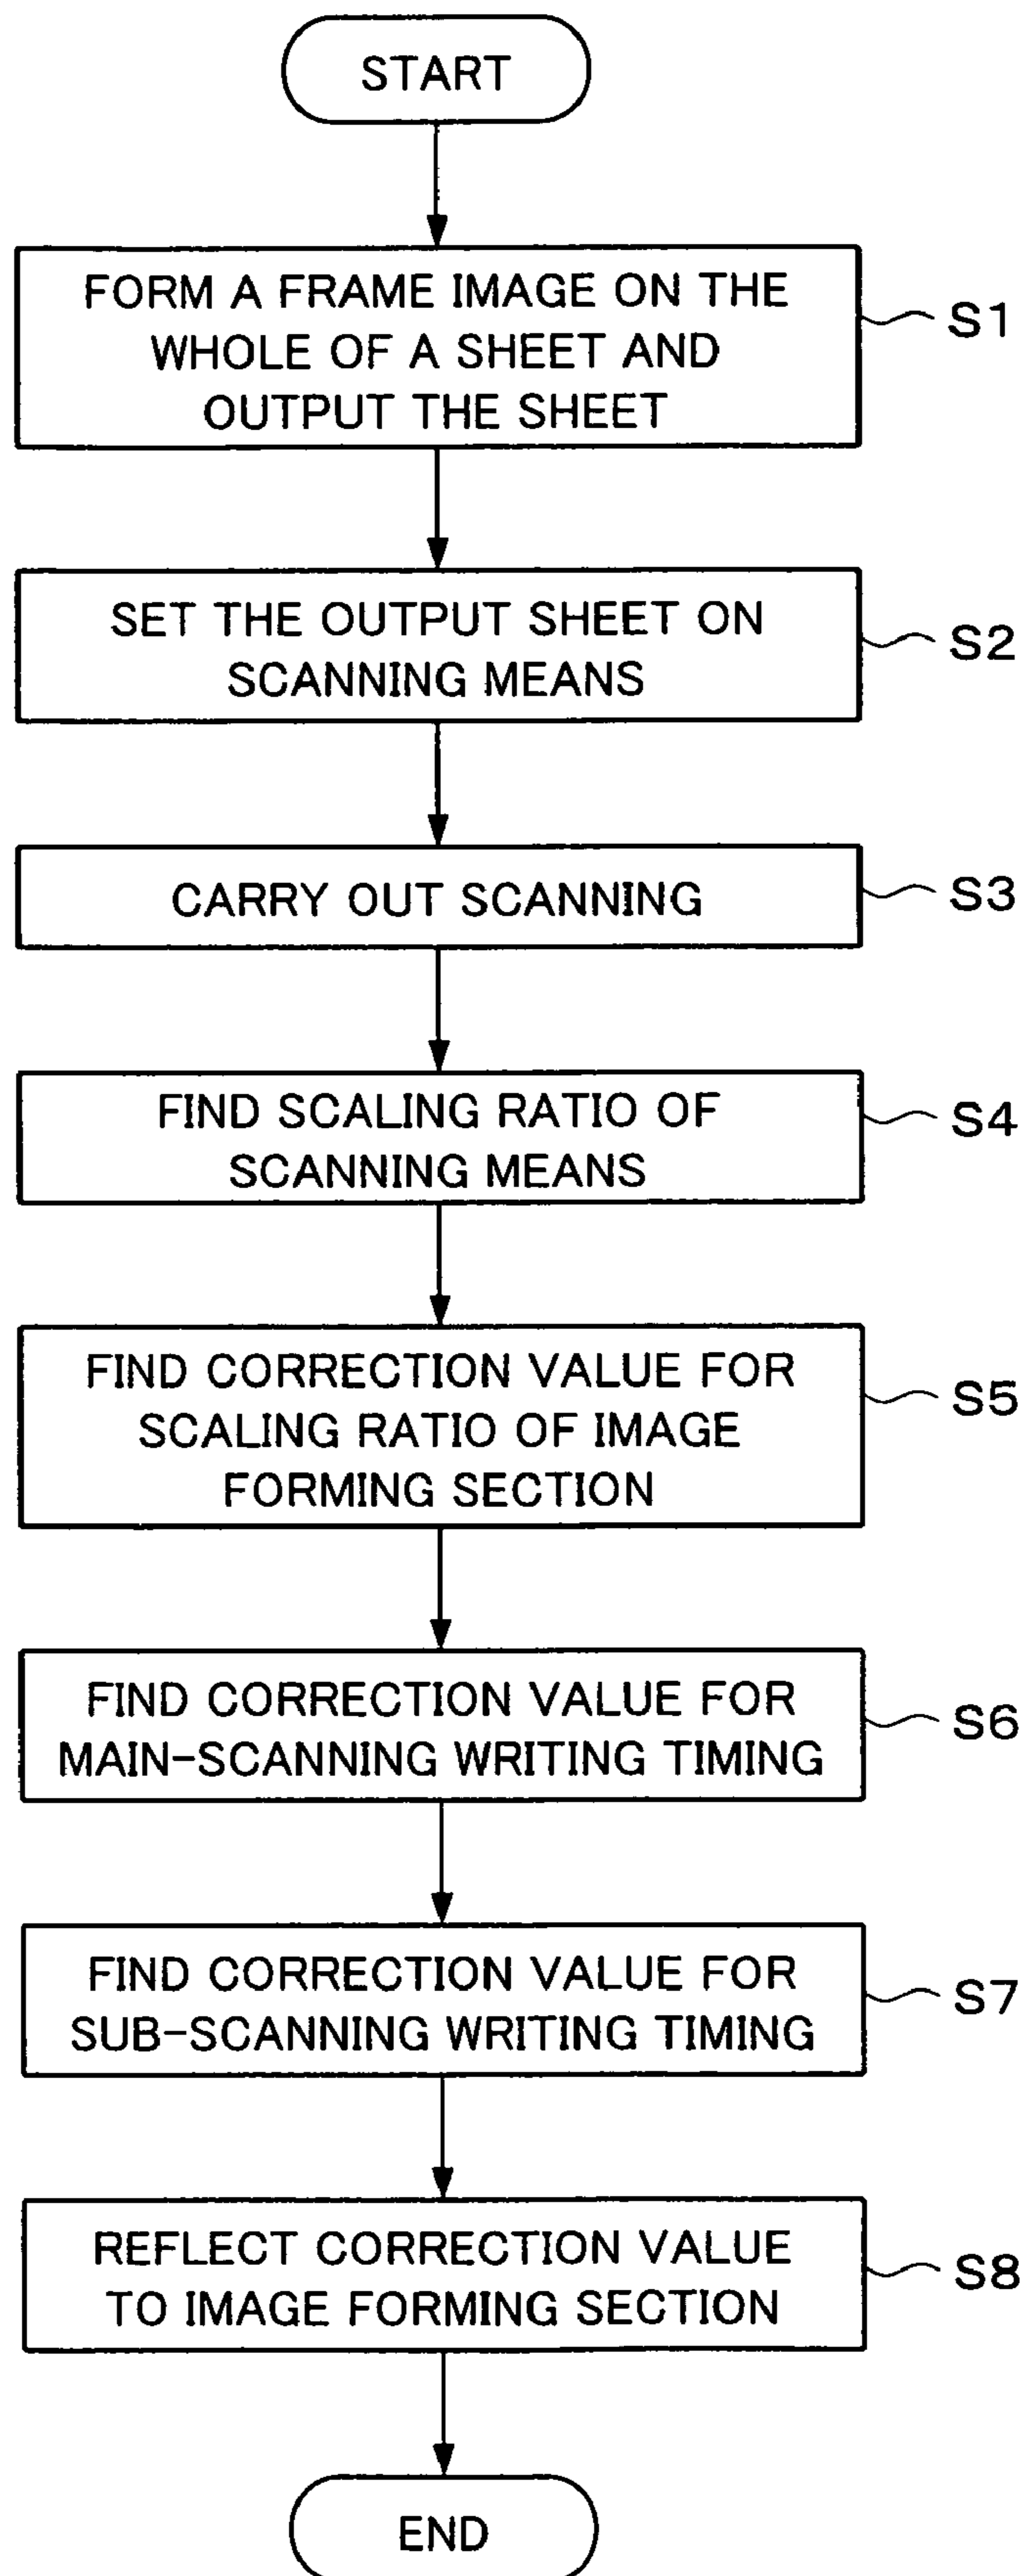 START
FORM A FRAME IMAGE ON THE
WHOLE OF A SHEET AND
OUTPUT THE SHEET
S1
SET THE OUTPUT SHEET ON
SCANNING MEANS
S2
CARRY OUT SCANNING
S3
FIND SCALING RATIO OF
SCANNING MEANS
S4
FIND CORRECTION VALUE FOR
SCALING RATIO OF IMAGE
FORMING SECTION
S5
FIND CORRECTION VALUE FOR
MAIN-SCANNING WRITING TIMING
S6
FIND CORRECTION VALUE FOR
SUB-SCANNING WRITING TIMING
S7
REFLECT CORRECTION VALUE
TO IMAGE FORMING SECTION
S8
END